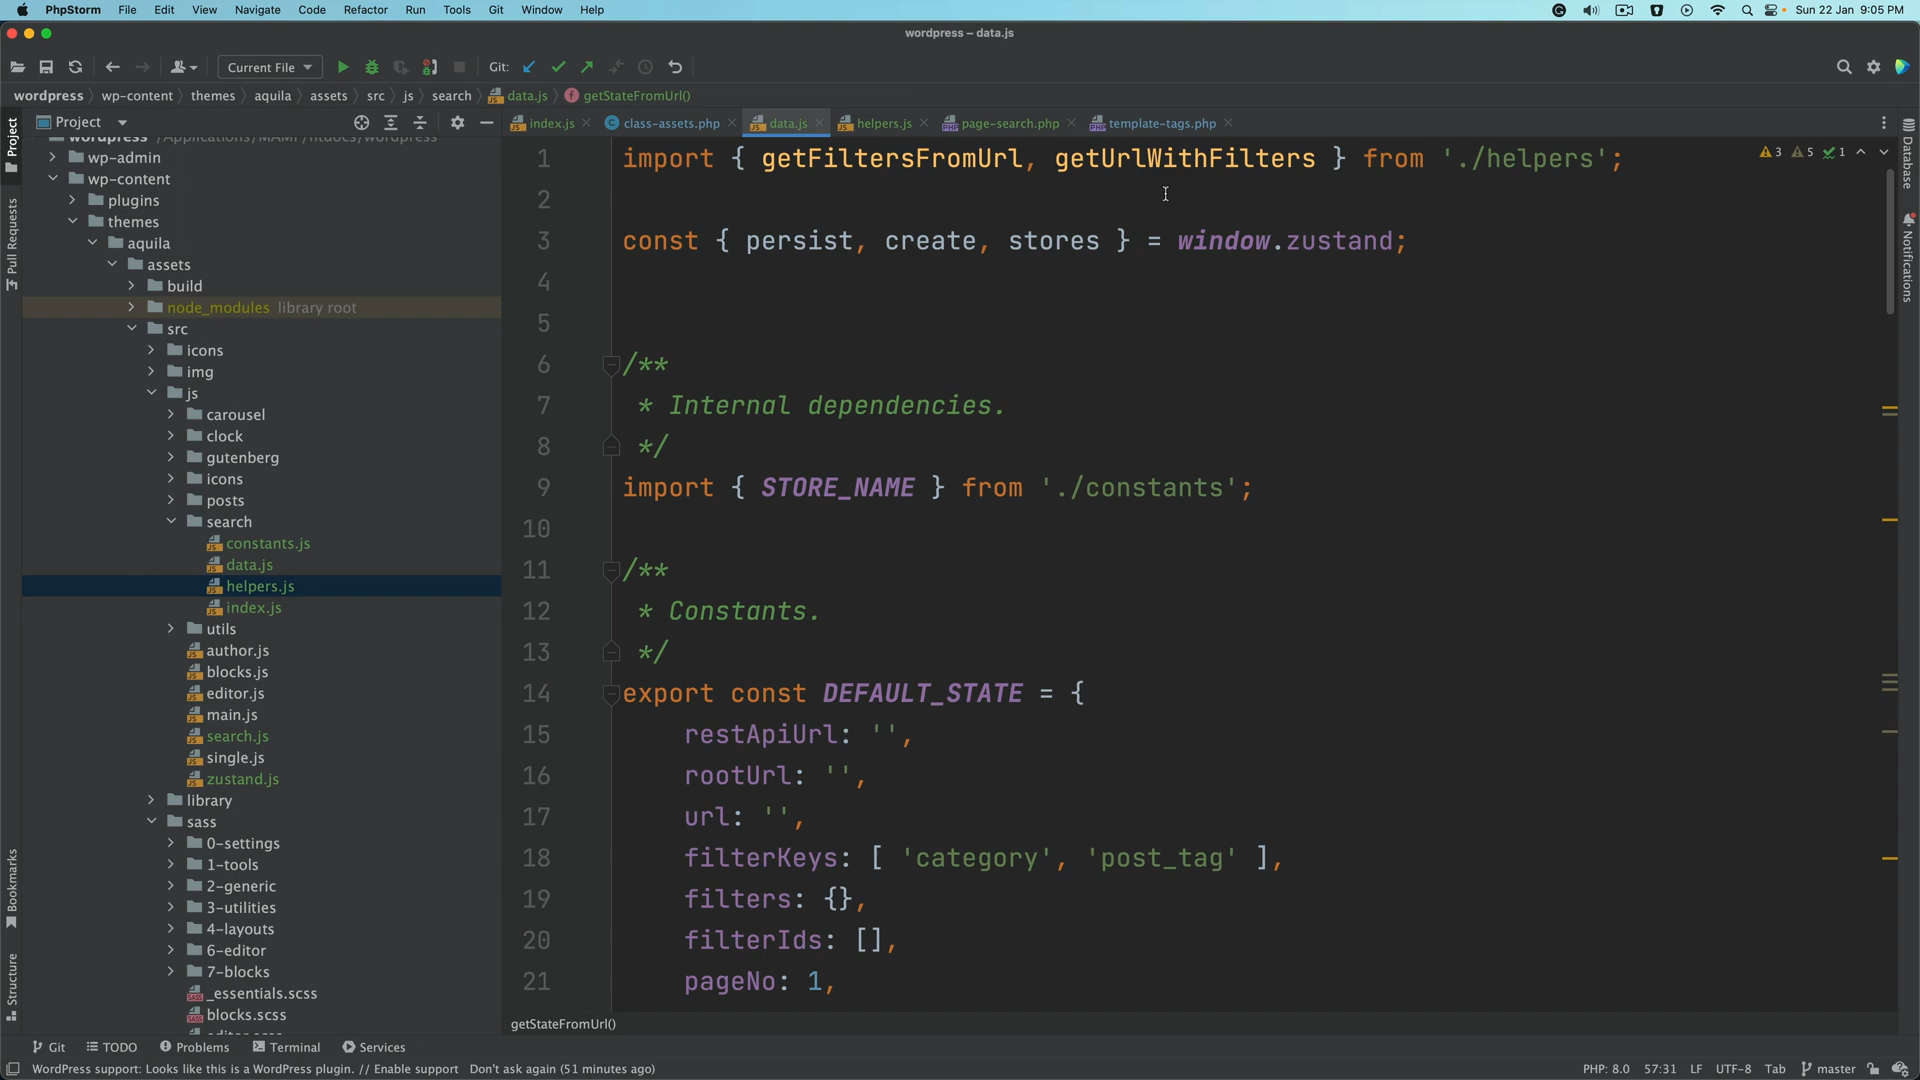 PhpStorm File Edit View Navigate Code Refactor Run Tools Git Window Help Sun 22 Jan 9:05 PM
wordpress – data.js
Current File Git:
wordpress wp-content themes aquila assets src js search data.js getStateFromUrl()
Project
index.js class-assets.php data.js helpers.js page-search.php template-tags.php
wp-admin
wp-content
plugins
themes
aquila
assets
build
node_modules library root
src
icons
img
js
carousel
clock
gutenberg
icons
posts
search
constants.js
data.js
helpers.js
index.js
utils
author.js
blocks.js
editor.js
main.js
search.js
single.js
zustand.js
library
sass
0-settings
1-tools
2-generic
3-utilities
4-layouts
6-editor
7-blocks
_essentials.scss
blocks.scss
Project
Pull Requests
Bookmarks
Structure
1 import { getFiltersFromUrl, getUrlWithFilters } from './helpers';
2
3 const { persist, create, stores } = window.zustand;
4
5
6 /**
7 * Internal dependencies.
8 */
9 import { STORE_NAME } from './constants';
10
11 /**
12 * Constants.
13 */
14 export const DEFAULT_STATE = {
15 restApiUrl: '',
16 rootUrl: '',
17 url: '',
18 filterKeys: [ 'category', 'post_tag' ],
19 filters: {},
20 filterIds: [],
21 pageNo: 1,
3 5 1
Database
Notifications
getStateFromUrl()
Git TODO Problems Terminal Services
WordPress support: Looks like this is a WordPress plugin. // Enable support Don't ask again (51 minutes ago) PHP: 8.0 57:31 LF UTF-8 Tab master